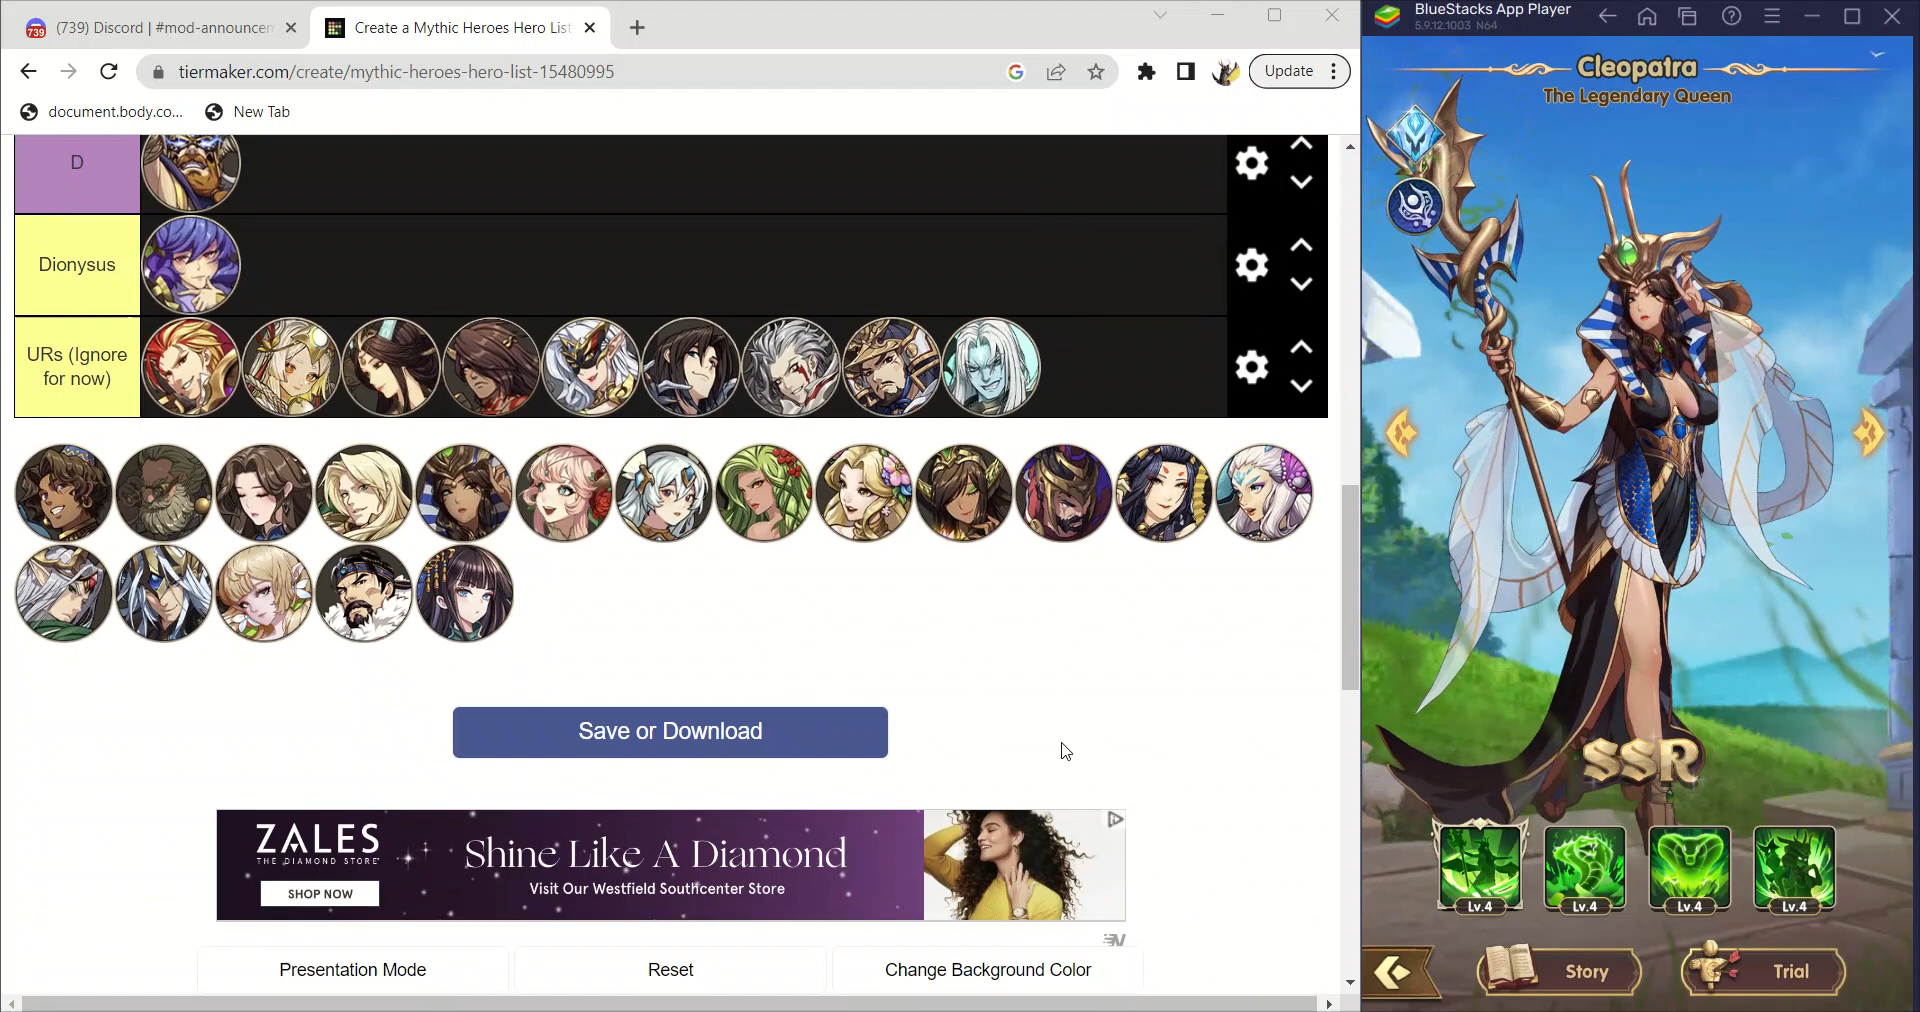 (739) Discord | #mod-announcem
Create a Mythic Heroes Hero List
739
tiermaker.com/create/mythic-heroes-hero-list-15480995
Update
document.body.co...
New Tab
D
Dionysus
URs (Ignore
for now)
Save or Download
ZALES
THE DIAMOND STORE
SHOP NOW
Shine Like A Diamond
Visit Our Westfield Southcenter Store
Presentation Mode
Reset
Change Background Color
BlueStacks App Player
5.9.12.1003 N64
Cleopatra
The Legendary Queen
SSR
Lv.4
Lv.4
Lv.4
Lv.4
Story
Trial